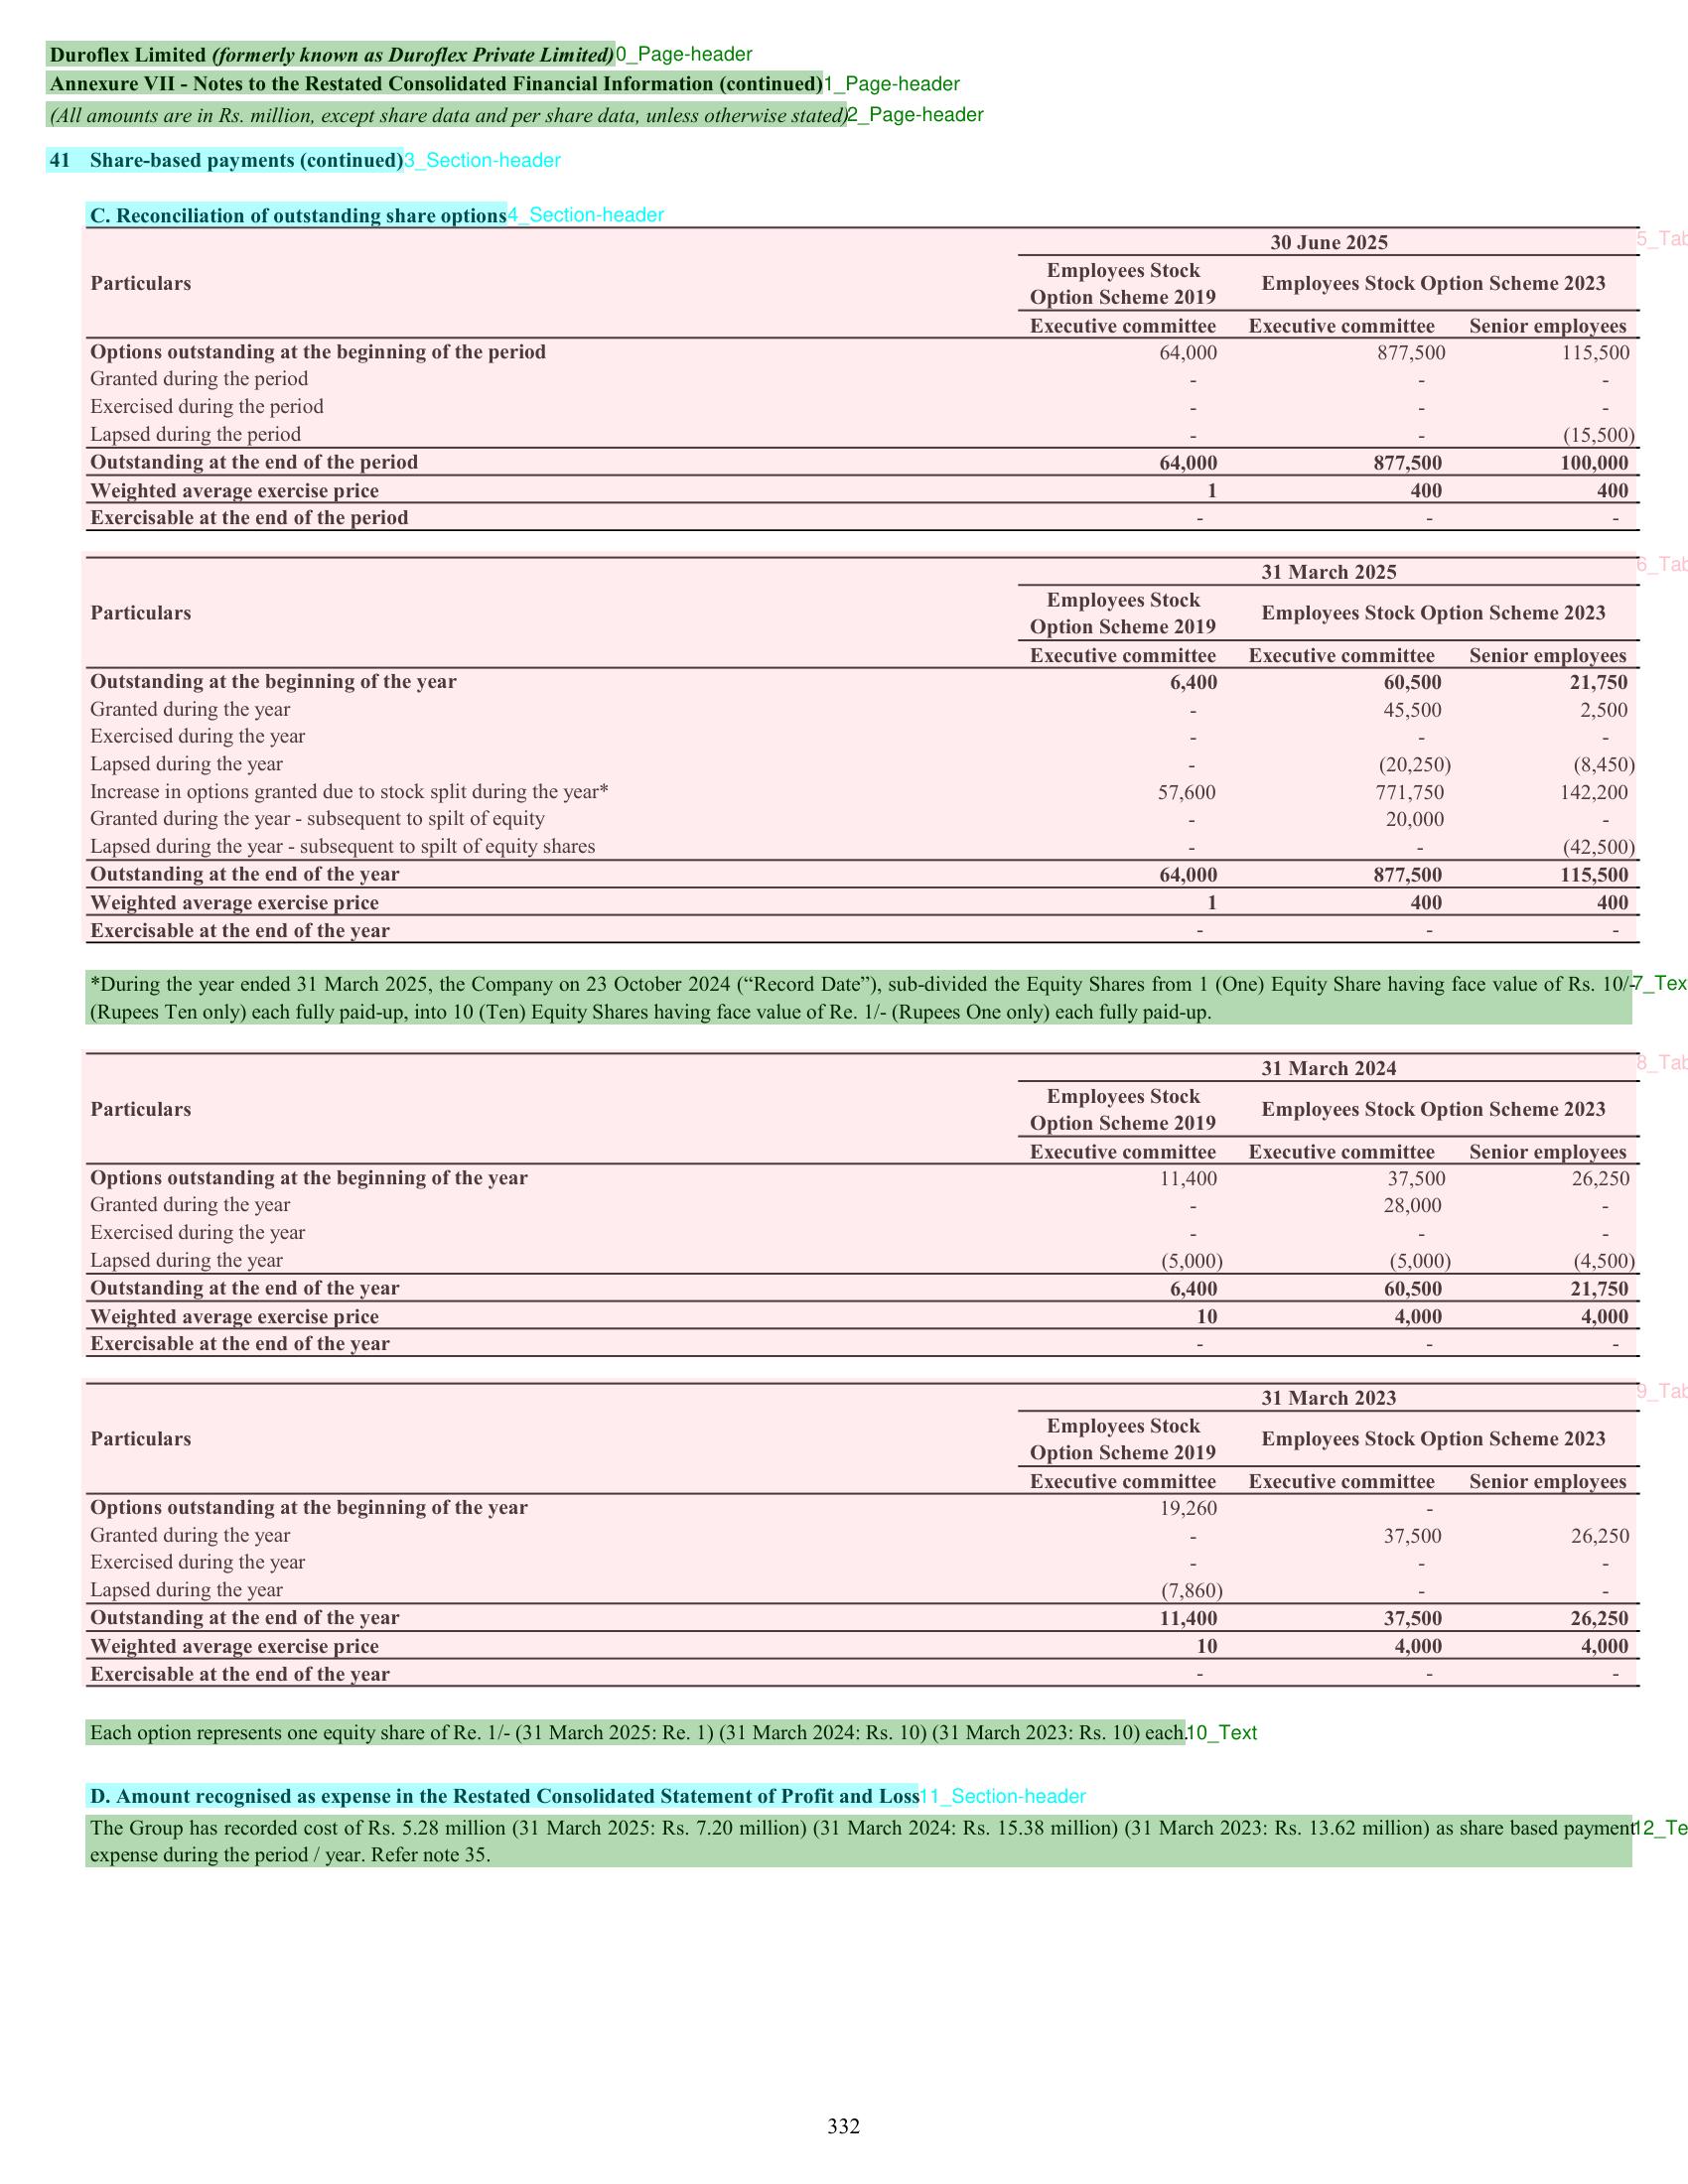 Duroflex Limited (formerly known as Duroflex Private Limited)0_Page-header
Annexure VII - Notes to the Restated Consolidated Financial Information (continued)1_Page-header
(All amounts are in Rs. million, except share data and per share data, unless otherwise stated)2_Page-header
41 Share-based payments (continued)3_Section-header
C. Reconciliation of outstanding share options4_Section-header
30 June 2025 5_Tab
Particulars
Employees Stock
Option Scheme 2019
Employees Stock Option Scheme 2023
Executive committee Executive committee Senior employees
Options outstanding at the beginning of the period 64,000 877,500 115,500
Granted during the period - - -
Exercised during the period - - -
Lapsed during the period - - (15,500)
Outstanding at the end of the period 64,000 877,500 100,000
Weighted average exercise price 1 400 400
Exercisable at the end of the period - - -
31 March 2025 6_Tab
Particulars
Employees Stock
Option Scheme 2019
Employees Stock Option Scheme 2023
Executive committee Executive committee Senior employees
Outstanding at the beginning of the year 6,400 60,500 21,750
Granted during the year - 45,500 2,500
Exercised during the year - - -
Lapsed during the year - (20,250) (8,450)
Increase in options granted due to stock split during the year* 57,600 771,750 142,200
Granted during the year - subsequent to spilt of equity - 20,000 -
Lapsed during the year - subsequent to spilt of equity shares - - (42,500)
Outstanding at the end of the year 64,000 877,500 115,500
Weighted average exercise price 1 400 400
Exercisable at the end of the year - - -
*During the year ended 31 March 2025, the Company on 23 October 2024 (“Record Date”), sub-divided the Equity Shares from 1 (One) Equity Share having face value of Rs. 10/-7_Tex
(Rupees Ten only) each fully paid-up, into 10 (Ten) Equity Shares having face value of Re. 1/- (Rupees One only) each fully paid-up.
31 March 2024 8_Tab
Particulars
Employees Stock
Option Scheme 2019
Employees Stock Option Scheme 2023
Executive committee Executive committee Senior employees
Options outstanding at the beginning of the year 11,400 37,500 26,250
Granted during the year - 28,000 -
Exercised during the year - - -
Lapsed during the year (5,000) (5,000) (4,500)
Outstanding at the end of the year 6,400 60,500 21,750
Weighted average exercise price 10 4,000 4,000
Exercisable at the end of the year - - -
31 March 2023 9_Tab
Particulars
Employees Stock
Option Scheme 2019
Employees Stock Option Scheme 2023
Executive committee Executive committee Senior employees
Options outstanding at the beginning of the year 19,260 -
Granted during the year - 37,500 26,250
Exercised during the year - - -
Lapsed during the year (7,860) - -
Outstanding at the end of the year 11,400 37,500 26,250
Weighted average exercise price 10 4,000 4,000
Exercisable at the end of the year - - -
Each option represents one equity share of Re. 1/- (31 March 2025: Re. 1) (31 March 2024: Rs. 10) (31 March 2023: Rs. 10) each.10_Text
D. Amount recognised as expense in the Restated Consolidated Statement of Profit and Loss11_Section-header
The Group has recorded cost of Rs. 5.28 million (31 March 2025: Rs. 7.20 million) (31 March 2024: Rs. 15.38 million) (31 March 2023: Rs. 13.62 million) as share based payment12_Te
expense during the period / year. Refer note 35.
332